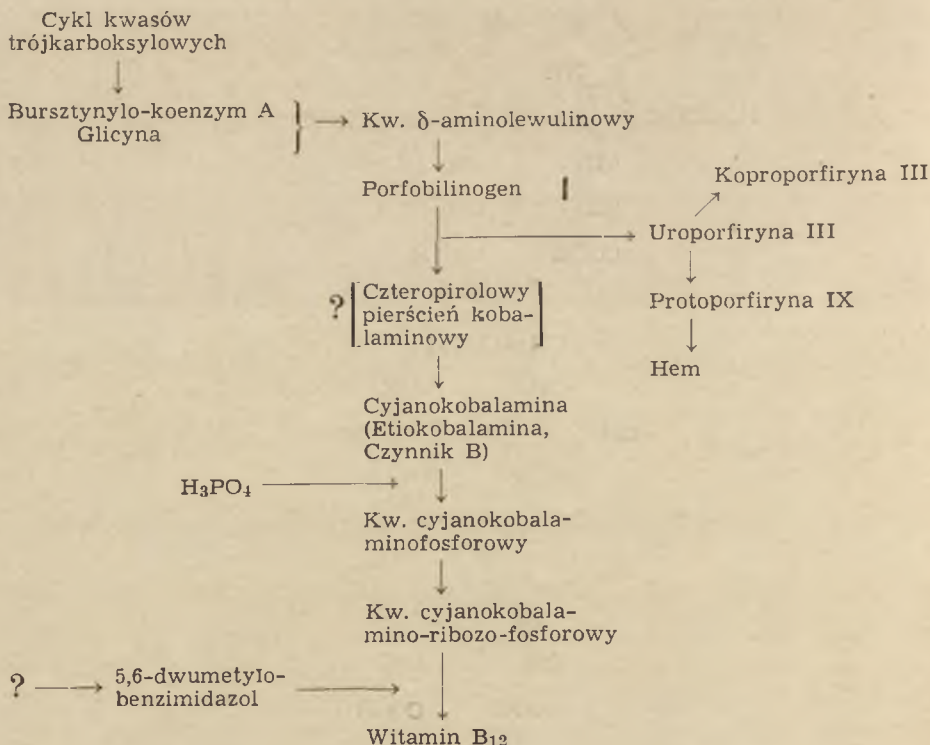 Cykl kwasów
trójkarboksylowych
Bursztynylo-koenzym A
Glicyna
Kw. δ-aminolewulinowy
Porfobilinogen
Koproporfiryna III
Uroporfiryna III
Protoporfiryna IX
Hem
?
Czteropirolowy
pierścień koba-
laminowy
Cyjanokobalamina
(Etiokobalamina,
Czynnik B)
H₃PO₄
Kw. cyjanokobala-
minofosforowy
Kw. cyjanokobala-
mino-ribozo-fosforowy
?
5,6-dwumetylo-
benzimidazol
Witamin B₁₂